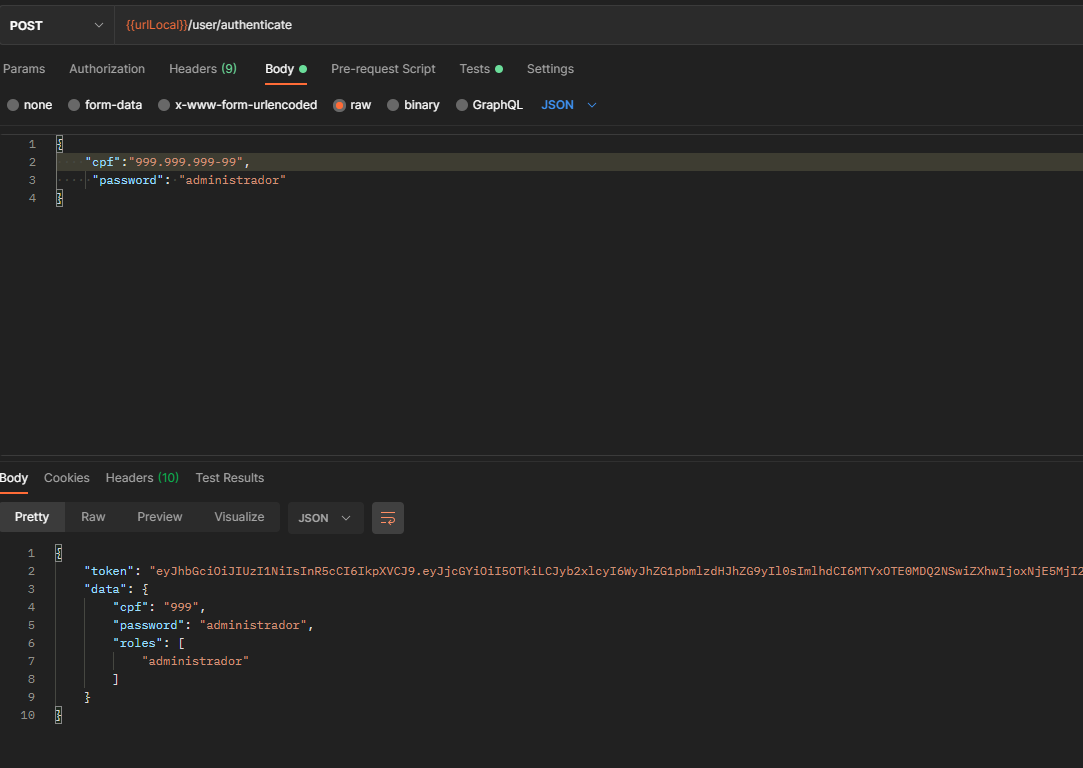 POST {{urlLocal}}/user/authenticate
Params Authorization Headers (9) Body Pre-request Script Tests Settings
none form-data x-www-form-urlencoded raw binary GraphQL JSON
1 {
2 "cpf":"999.999.999-99",
3 "password": "administrador"
4 }
Body Cookies Headers (10) Test Results
Pretty Raw Preview Visualize JSON
1 {
2 "token": "eyJhbGciOiJIUzI1NiIsInR5cCI6IkpXVCJ9.eyJjcGYiOiI5OTkiLCJyb2xlcyI6WyJhZG1pbmlzdHJhZG9yIl0sImlhdCI6MTYxOTE0MDQ2NSwiZXhwIjoxNjE5MjI2
3 "data": {
4 "cpf": "999",
5 "password": "administrador",
6 "roles": [
7 "administrador"
8 ]
9 }
10 }